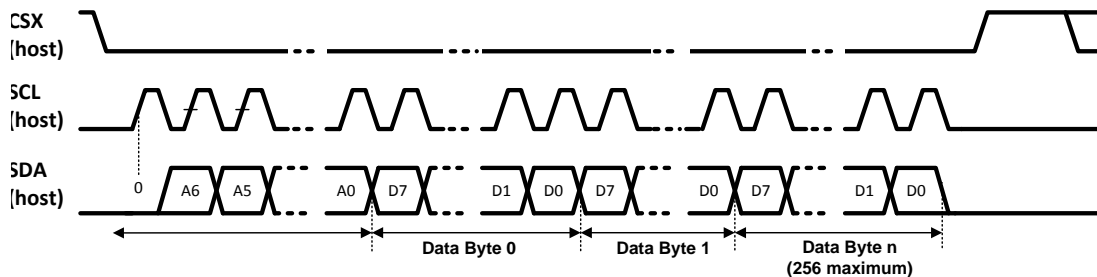 CSX
(host)
SCL
(host)
SDA
(host)
0 A6 A5 A0 D7 D1 D0 D7 D0 D7 D1 D0
Data Byte 0 Data Byte 1 Data Byte n
(256 maximum)